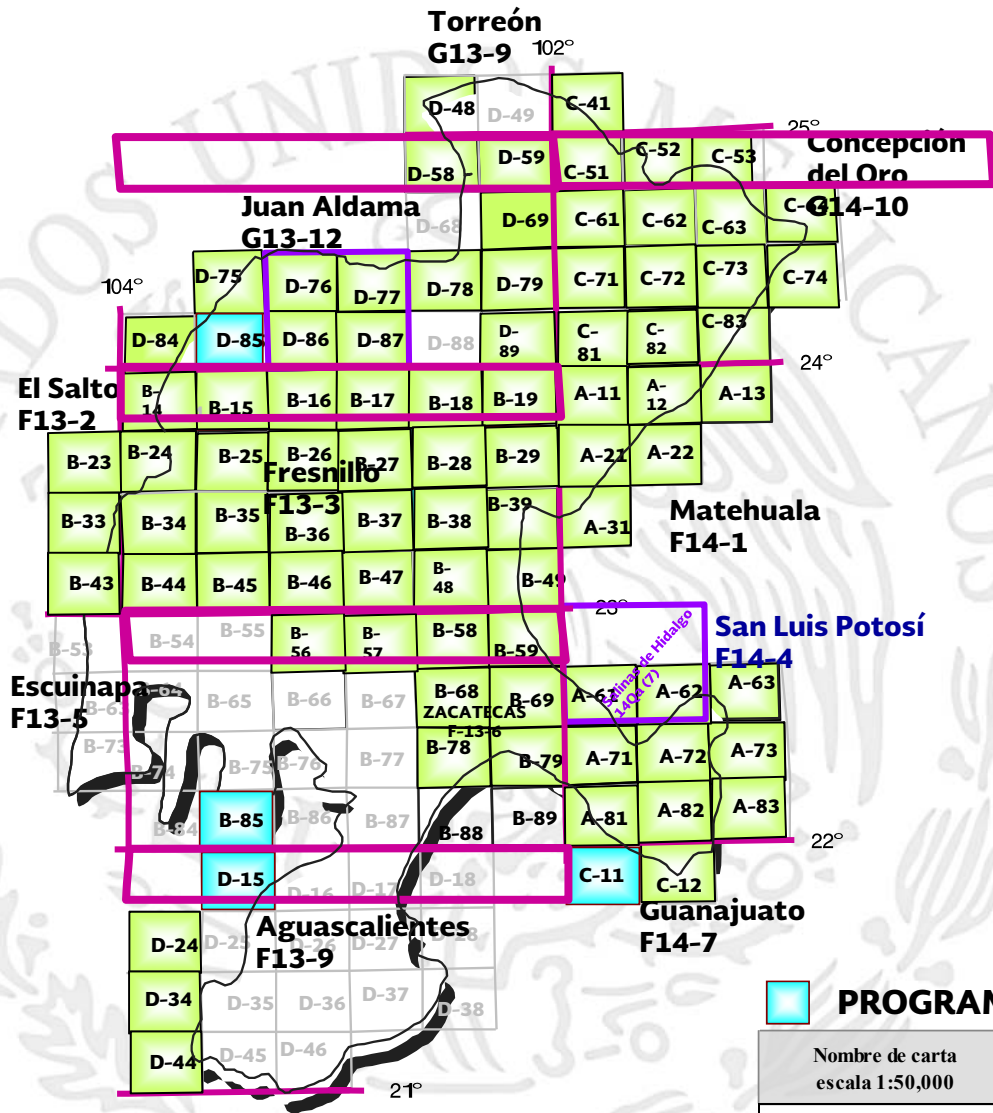 Torreón
G13-9
102°
D-48
D-49
C-41
25°
D-58
D-59
C-51
C-52
C-53
Concepción
del Oro
G14-10
Juan Aldama
G13-12
D-68
D-69
C-61
C-62
C-63
C-64
104°
D-75
D-76
D-77
D-78
D-79
C-71
C-72
C-73
C-74
D-84
D-85
D-86
D-87
D-88
D-
89
C-
81
C-
82
C-83
24°
El Salto
F13-2
B-
14
B-15
B-16
B-17
B-18
B-19
A-11
A-
12
A-13
B-23
B-24
B-25
B-26
B-27
B-28
B-29
A-21
A-22
Fresnillo
F13-3
B-33
B-34
B-35
B-36
B-37
B-38
B-39
A-31
Matehuala
F14-1
B-43
B-44
B-45
B-46
B-47
B-
48
B-49
23°
B-53
B-54
B-55
B-
56
B-
57
B-58
B-59
Salinas de Hidalgo
14Qa (7)
San Luis Potosí
F14-4
Escuinapa
F13-5
B-63
B-64
B-65
B-66
B-67
B-68
B-69
A-61
A-62
A-63
ZACATECAS
F-13-6
B-73
B-74
B-75
B-76
B-77
B-78
B-79
A-71
A-72
A-73
B-84
B-85
B-86
B-87
B-88
B-89
A-81
A-82
A-83
22°
D-15
D-16
D-17
D-18
C-11
C-12
Guanajuato
F14-7
Aguascalientes
F13-9
D-24
D-25
D-26
D-27
D-28
D-34
D-35
D-36
D-37
D-38
D-44
D-45
D-46
21°
PROGRAM
Nombre de carta
escala 1:50,000
UNIDOS MEXICANOS